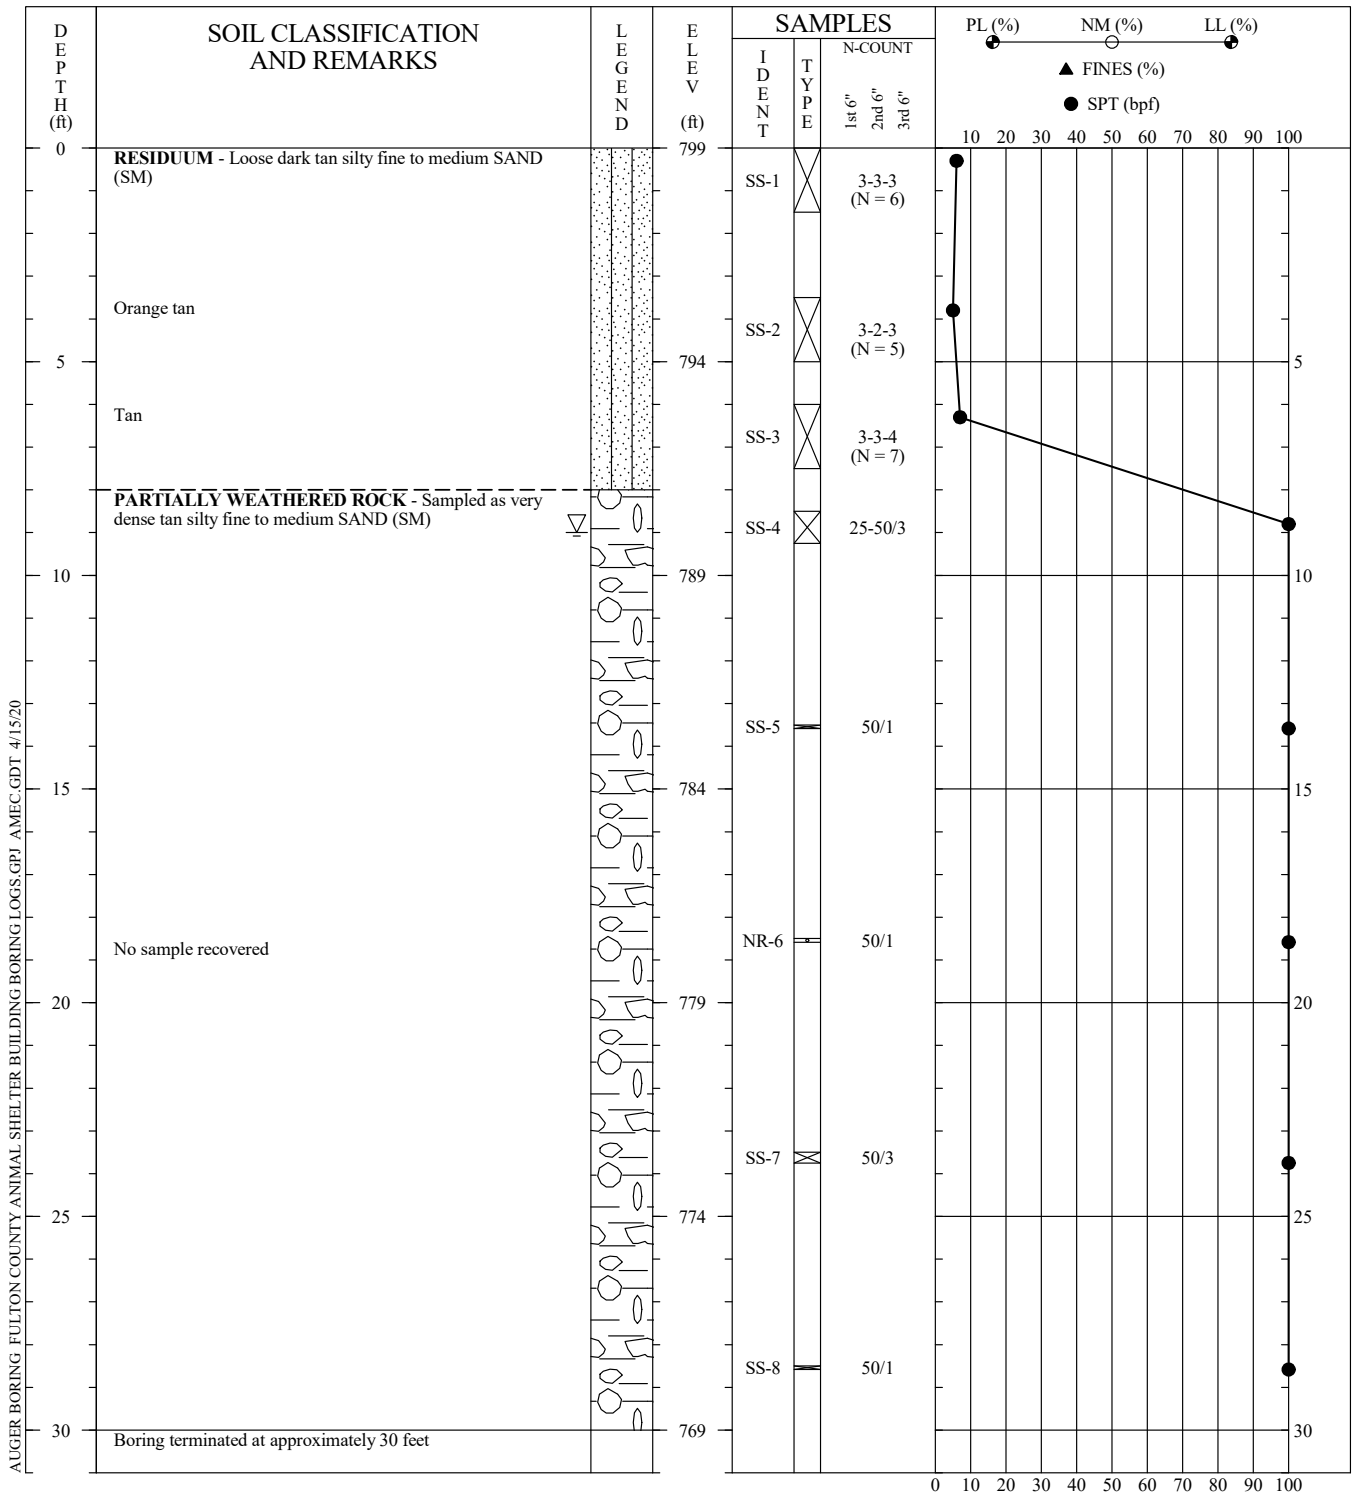 DEPTH
(ft)
SOIL CLASSIFICATION
AND REMARKS
LEGEND
ELEV
(ft)
SAMPLES
IDENT
TYPE
N-COUNT
1st 6"
2nd 6"
3rd 6"
PL (%) NM (%) LL (%)
FINES (%)
SPT (bpf)
10 20 30 40 50 60 70 80 90 100
0
RESIDUUM - Loose dark tan silty fine to medium SAND
(SM)
799
SS-1
3-3-3
(N = 6)
Orange tan
SS-2
3-2-3
(N = 5)
5
794
5
Tan
SS-3
3-3-4
(N = 7)
PARTIALLY WEATHERED ROCK - Sampled as very
dense tan silty fine to medium SAND (SM)
SS-4
25-50/3
10
789
10
SS-5
50/1
15
784
15
No sample recovered
NR-6
50/1
20
779
20
SS-7
50/3
25
774
25
SS-8
50/1
30
769
30
Boring terminated at approximately 30 feet
0 10 20 30 40 50 60 70 80 90 100
AUGER BORING FULTON COUNTY ANIMAL SHELTER BUILDING BORING LOGS.GPJ AMEC.GDT 4/15/20